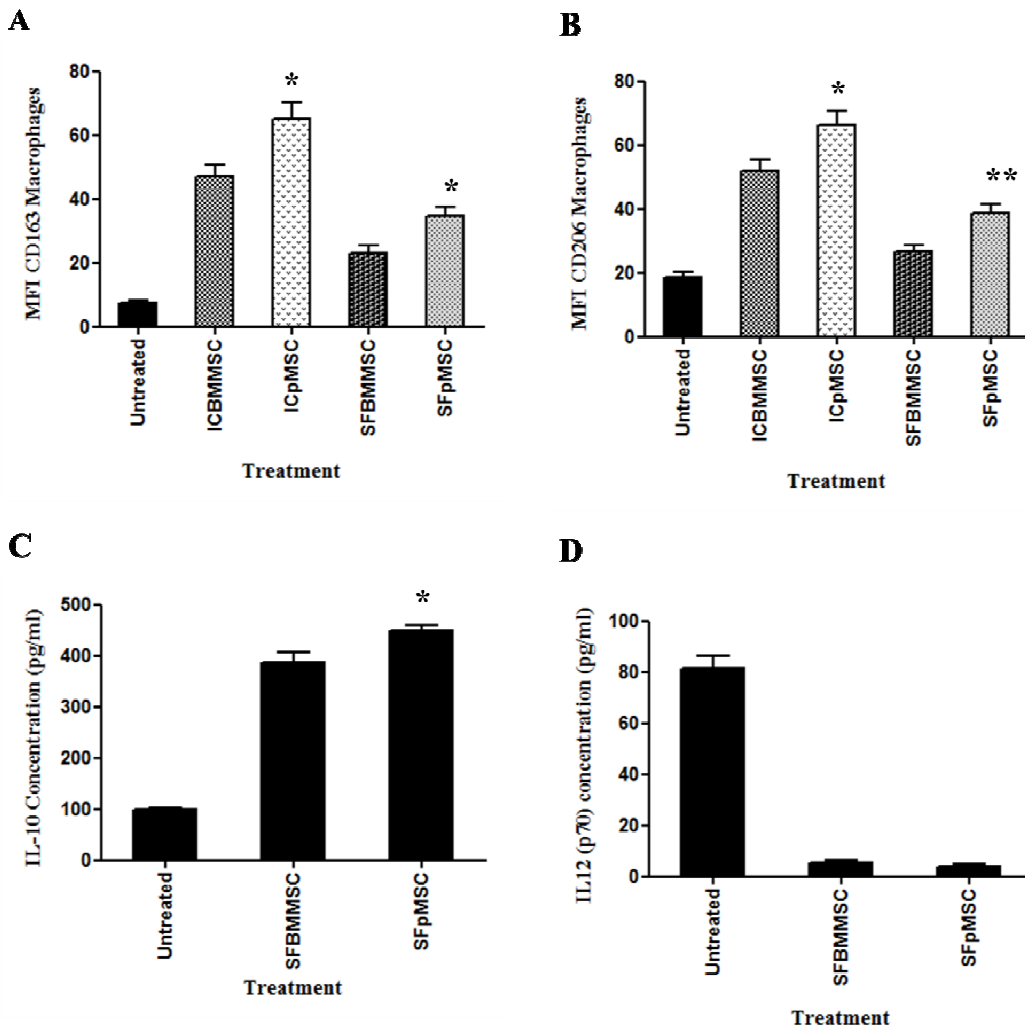 A
MFI CD163 Macrophages
80
60
40
20
0
*
*
Untreated
ICBMMSC
ICpMSC
SFBMMSC
SFpMSC
Treatment
B
MFI CD206 Macrophages
80
60
40
20
0
*
**
Untreated
ICBMMSC
ICpMSC
SFBMMSC
SFpMSC
Treatment
C
IL-10 Concentration (pg/ml)
500
400
300
200
100
0
*
Untreated
SFBMMSC
SFpMSC
Treatment
D
IL12 (p70) concentration (pg/ml)
100
80
60
40
20
0
Untreated
SFBMMSC
SFpMSC
Treatment